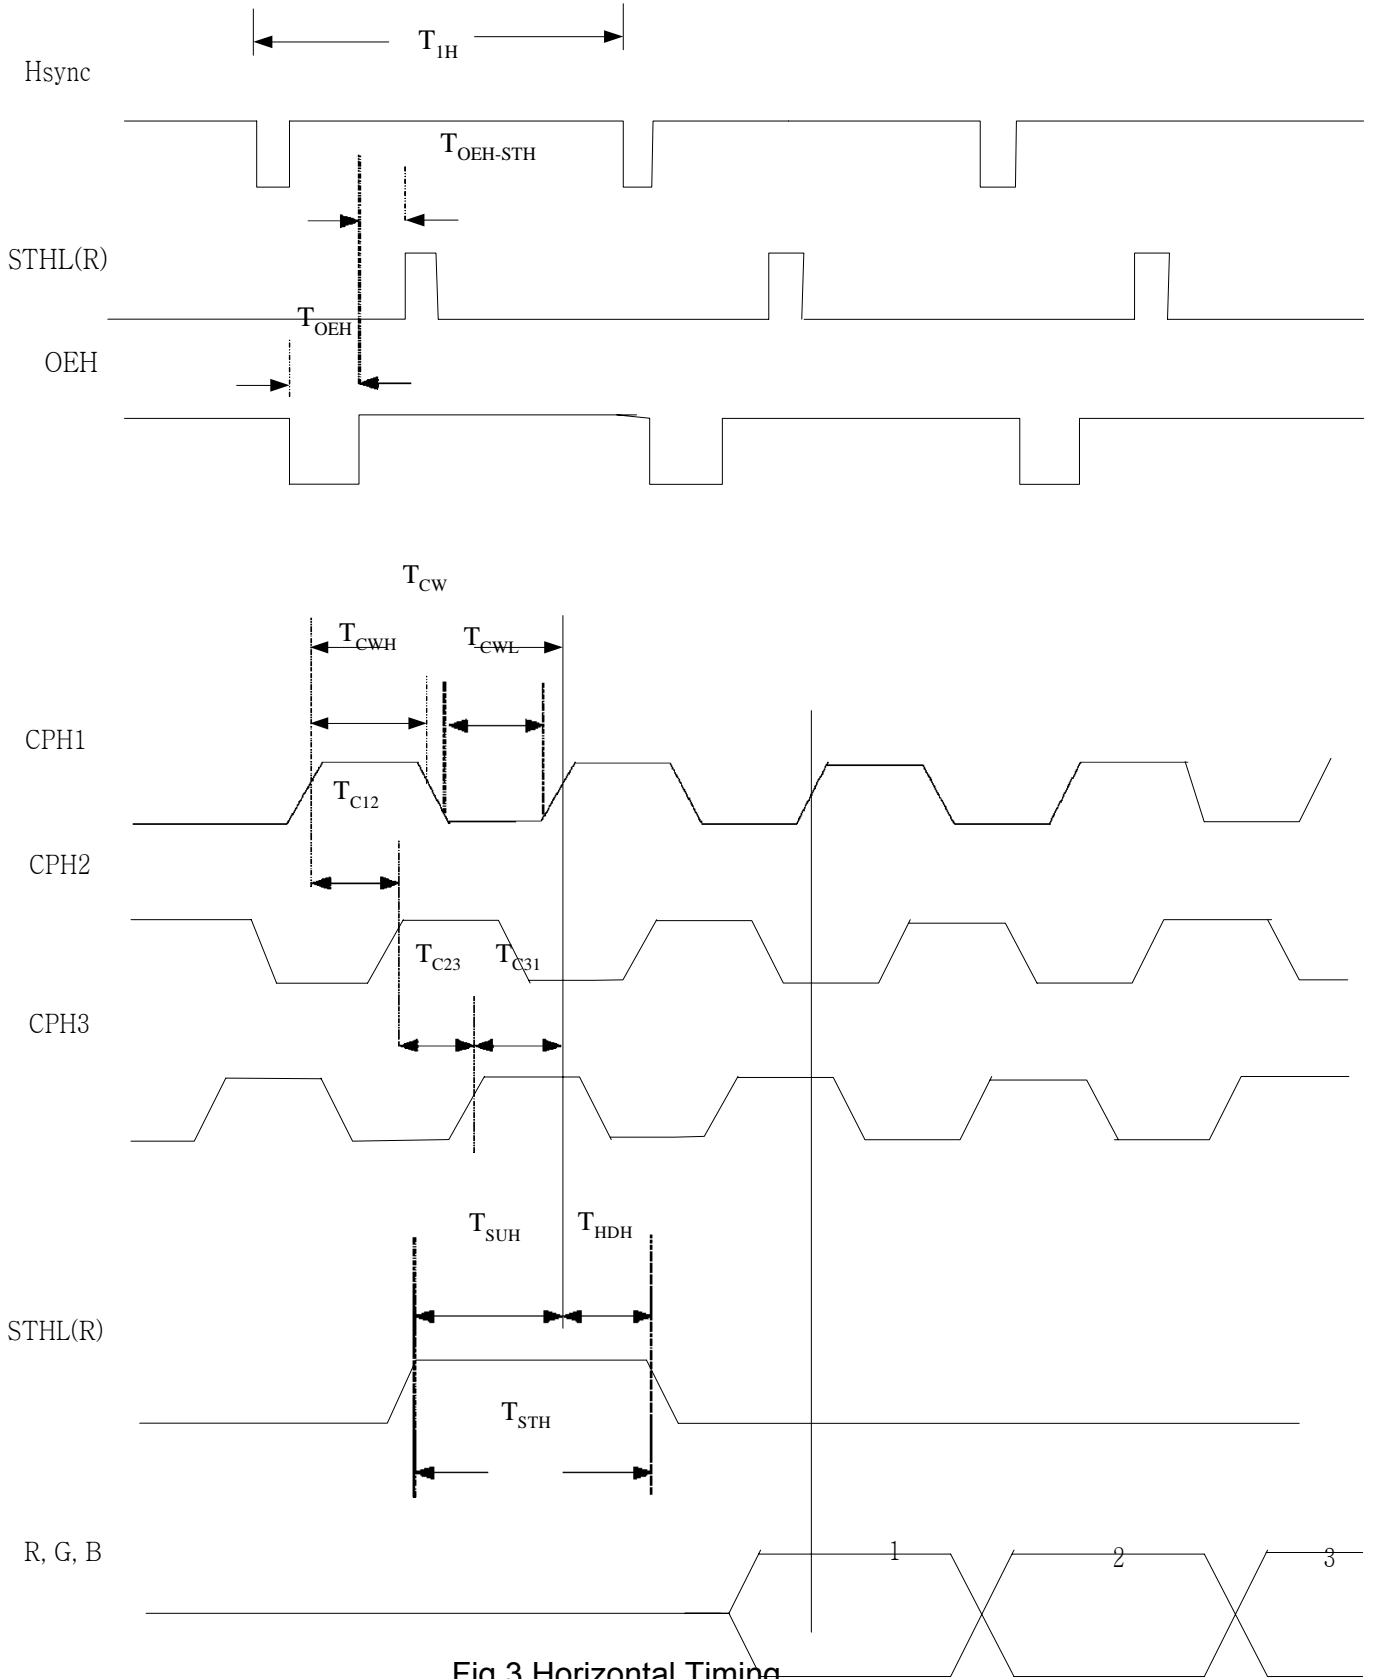 T1H
Hsync
TOEH-STH
STHL(R)
TOEH
OEH
TCW
TCWH TCWL
CPH1
TC12
CPH2
TC23 TC31
CPH3
TSUH THDH
STHL(R)
TSTH
R, G, B 1 2 3
Fig 3 Horizontal Timing